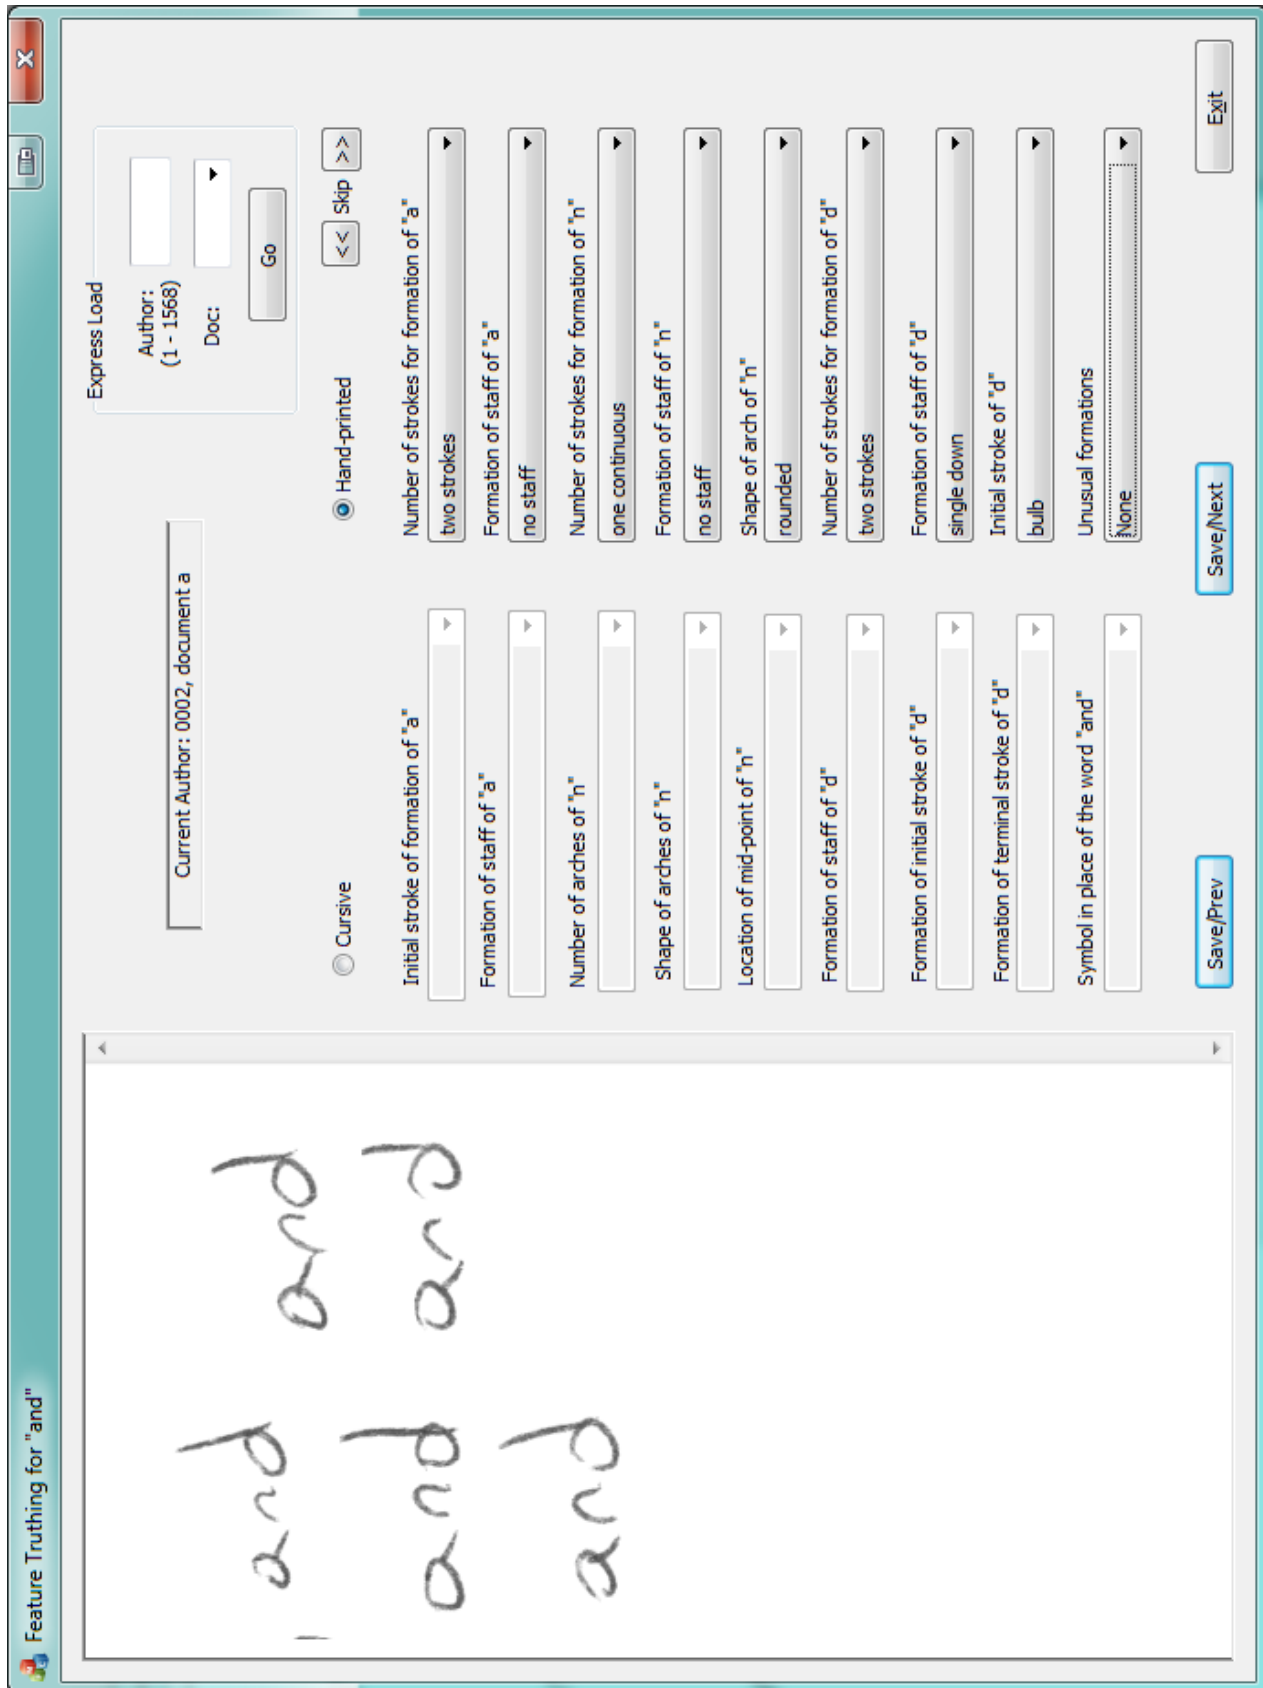 Feature Truthing for "and"
and and
and and
and
Current Author: 0002, document a
Express Load
Author:
(1 - 1568)
Doc:
Go
Cursive
Hand-printed
<< Skip >>
Initial stroke of formation of "a"
Formation of staff of "a"
Number of arches of "n"
Shape of arches of "n"
Location of mid-point of "n"
Formation of staff of "d"
Formation of initial stroke of "d"
Formation of terminal stroke of "d"
Symbol in place of the word "and"
Number of strokes for formation of "a"
two strokes
Formation of staff of "a"
no staff
Number of strokes for formation of "n"
one continuous
Formation of staff of "n"
no staff
Shape of arch of "n"
rounded
Number of strokes for formation of "d"
two strokes
Formation of staff of "d"
single down
Initial stroke of "d"
bulb
Unusual formations
None
Save/Prev
Save/Next
Exit